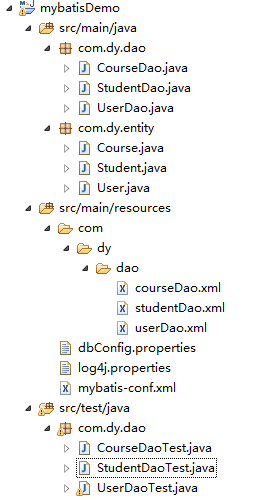 mybatisDemo
src/main/java
com.dy.dao
CourseDao.java
StudentDao.java
UserDao.java
com.dy.entity
Course.java
Student.java
User.java
src/main/resources
com
dy
dao
courseDao.xml
studentDao.xml
userDao.xml
dbConfig.properties
log4j.properties
mybatis-conf.xml
src/test/java
com.dy.dao
CourseDaoTest.java
StudentDaoTest.java
UserDaoTest.java